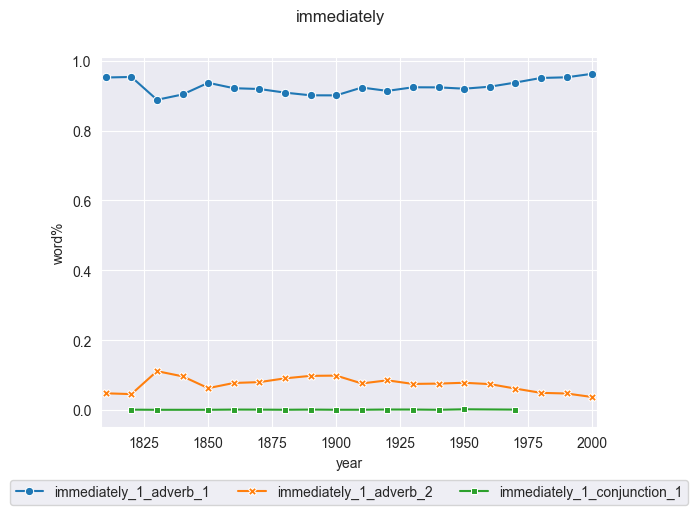 immediately
1.0
0.8
0.6
0.4
0.2
0.0
word%
1825 1850 1875 1900 1925 1950 1975 2000
year
immediately_1_adverb_1 immediately_1_adverb_2 immediately_1_conjunction_1